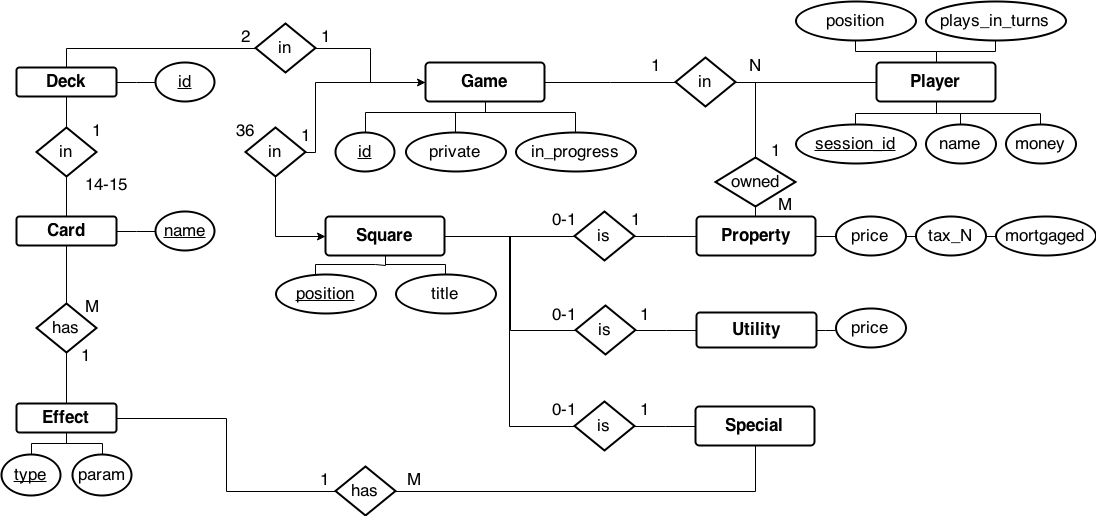 position
plays_in_turns
2
in
1
Deck
id
Game
1
in
N
Player
36
in
1
1
in
14-15
id
private
in_progress
session_id
name
money
1
owned
M
Card
name
Square
0-1
is
1
Property
price
tax_N
mortgaged
position
title
M
has
1
0-1
is
1
Utility
price
Effect
0-1
is
1
Special
type
param
1
has
M